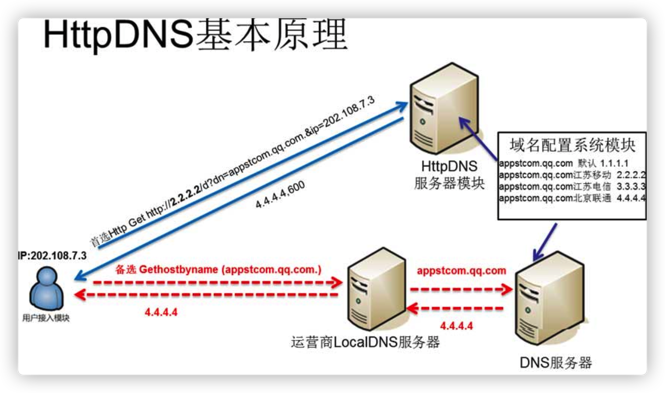 HttpDNS基本原理
首选Http Get http://2.2.2.2/d?dn=appstcom.qq.com.&ip=202.108.7.3
4.4.4.4,600
HttpDNS
服务器模块
域名配置系统模块
appstcom.qq.com 默认 1.1.1.1
appstcom.qq.com江苏移动 2.2.2.2
appstcom.qq.com江苏电信 3.3.3.3
appstcom.qq.com北京联通 4.4.4.4
IP:202.108.7.3
用户接入模块
备选 Gethostbyname (appstcom.qq.com.)
4.4.4.4
运营商LocalDNS服务器
appstcom.qq.com
4.4.4.4
DNS服务器